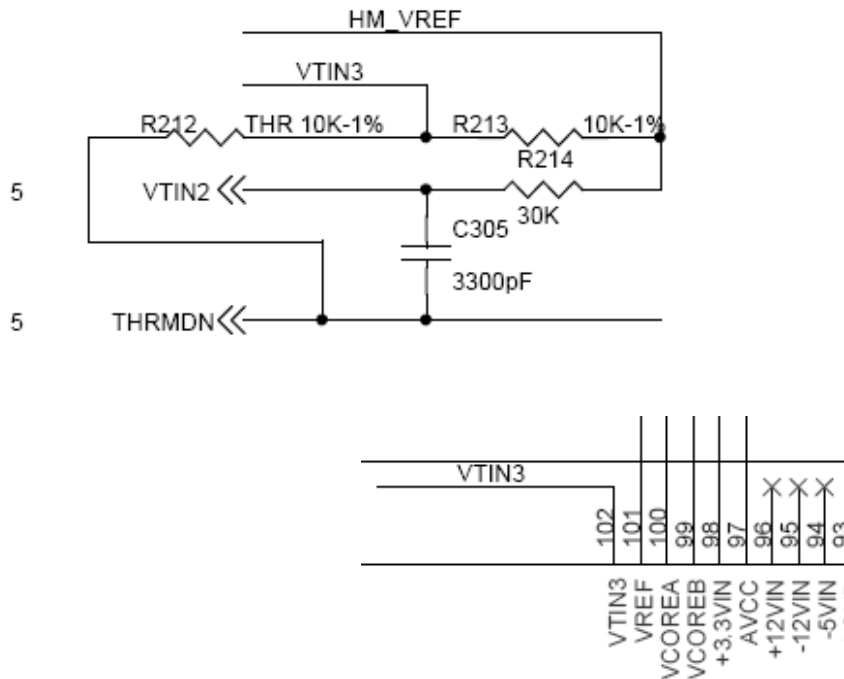 HM_VREF
VTIN3
R212 THR 10K-1% R213 10K-1%
R214
5 VTIN2 30K
C305
3300pF
5 THRMDN
VTIN3
102 101 100 99 98 97 96 95 94 93
VTIN3 VREF VCOREA VCOREB +3.3VIN AVCC +12VIN -12VIN -5VIN